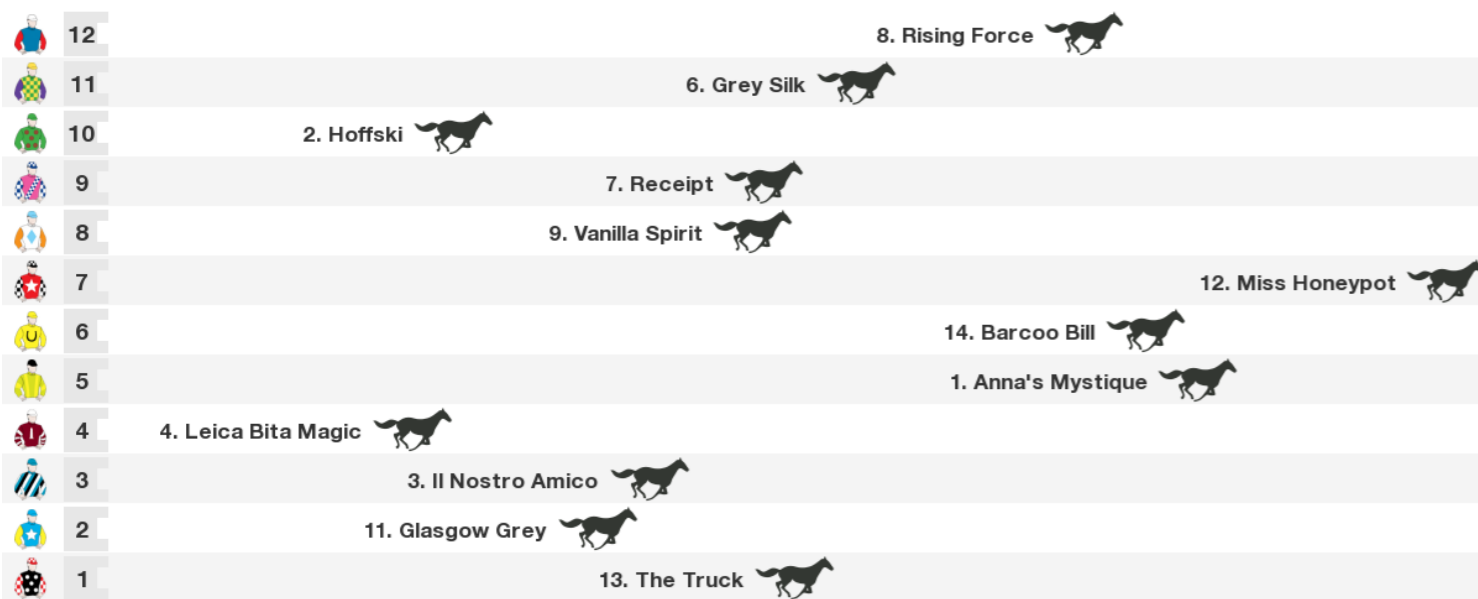 12 8. Rising Force
11 6. Grey Silk
10 2. Hoffski
9 7. Receipt
8 9. Vanilla Spirit
7 12. Miss Honeypot
6 14. Barcoo Bill
5 1. Anna's Mystique
4 4. Leica Bita Magic
3 3. Il Nostro Amico
2 11. Glasgow Grey
1 13. The Truck